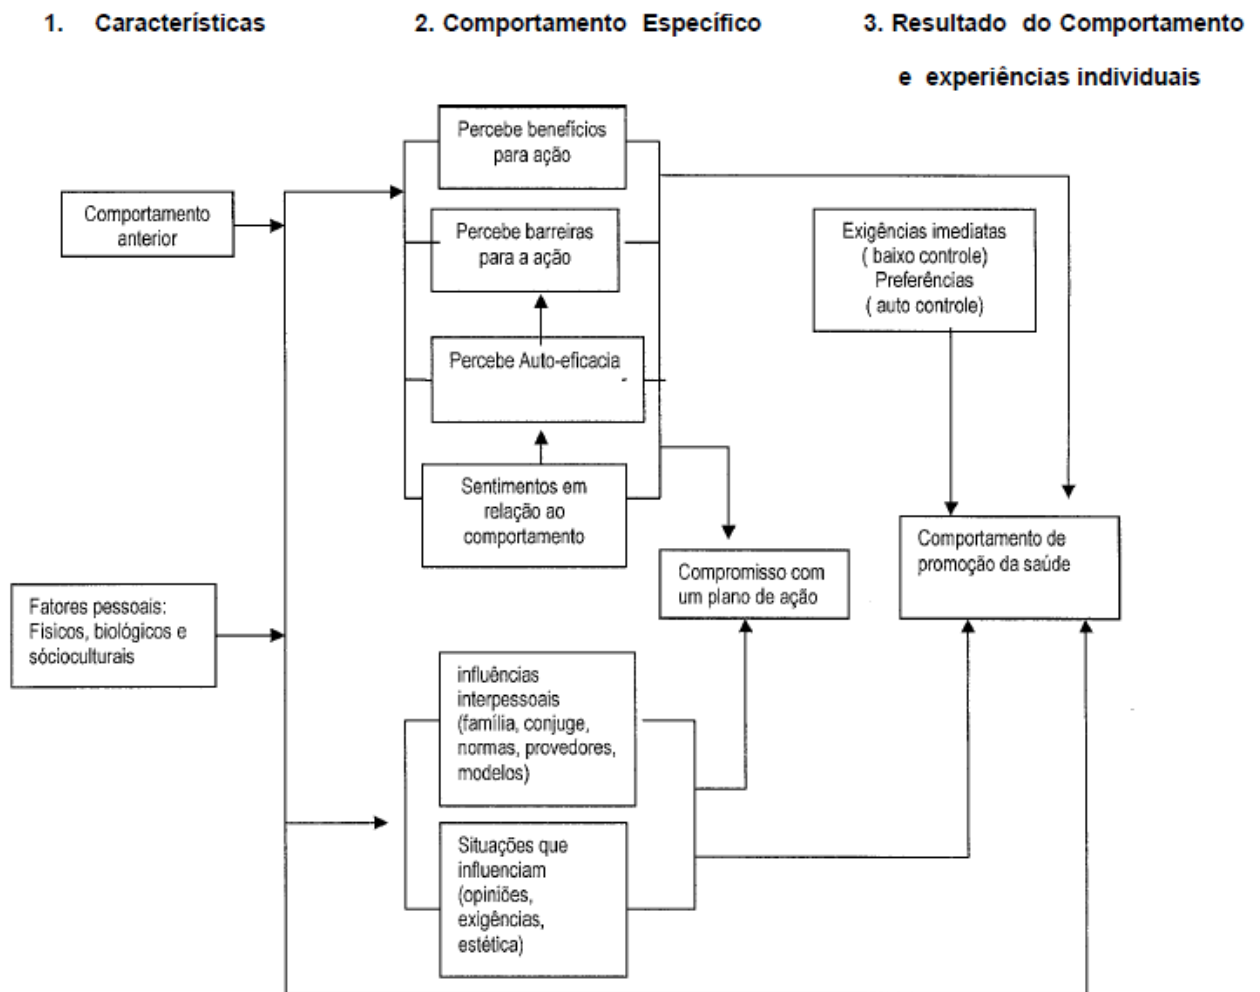 1. Características
2. Comportamento Específico
3. Resultado do Comportamento
e experiências individuais
Comportamento
anterior
Fatores pessoais:
Físicos, biológicos e
sócioculturais
Percebe benefícios
para ação
Percebe barreiras
para a ação
Percebe Auto-eficacia
Sentimentos em
relação ao
comportamento
influências
interpessoais
(família, conjuge,
normas, provedores,
modelos)
Situações que
influenciam
(opiniões,
exigências,
estética)
Compromisso com
um plano de ação
Exigências imediatas
( baixo controle)
Preferências
( auto controle)
Comportamento de
promoção da saúde